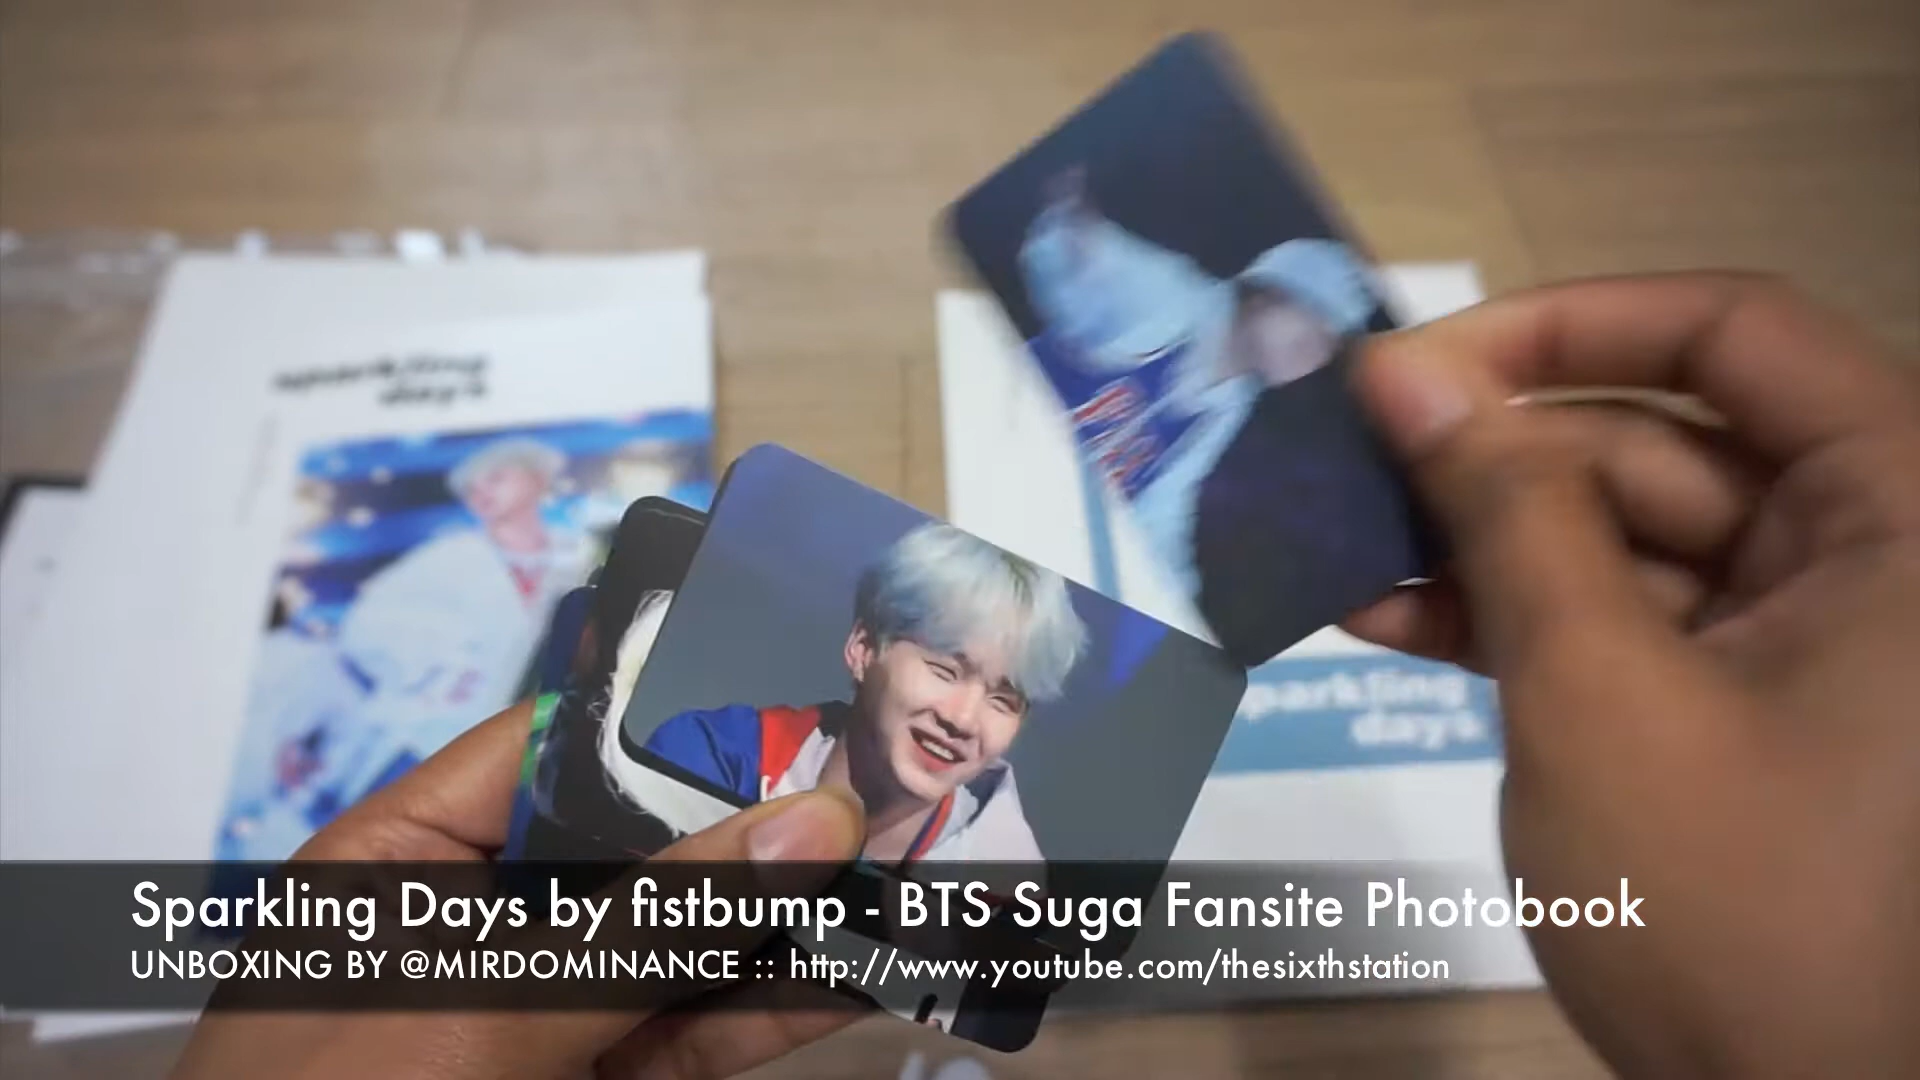 sparkling
days
sparkling
days
Sparkling Days by fistbump - BTS Suga Fansite Photobook
UNBOXING BY @MIRDOMINANCE :: http://www.youtube.com/thesixthstation